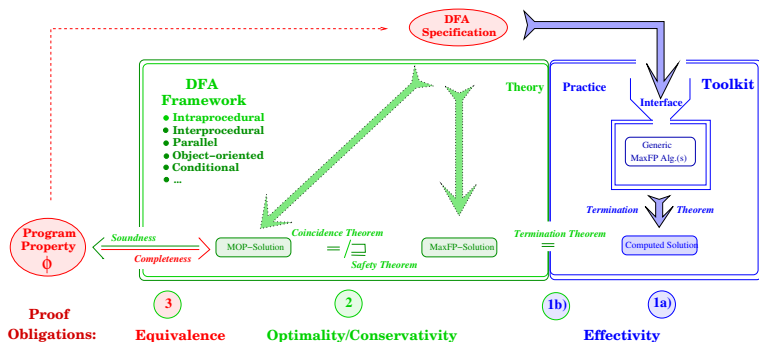 DFA
Specification
DFA
Framework
● Intraprocedural
● Interprocedural
● Parallel
● Object−oriented
● Conditional
● ...
Theory
Practice
Toolkit
Interface
Generic
MaxFP Alg.(s)
Termination Theorem
Program
Property
ϕ
Soundness
Completeness
MOP−Solution
Coincidence Theorem
= /⊒
Safety Theorem
MaxFP−Solution
Termination Theorem
=
Computed Solution
Proof
Obligations:
3
Equivalence
2
Optimality/Conservativity
1b)
1a)
Effectivity